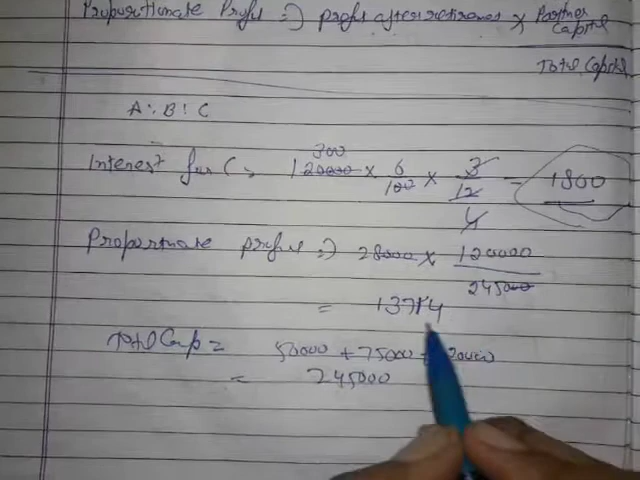 Proportionate Profit => profit after retirement × Partner Capital
Total Capital
A : B : C
300
Interest for C => 120000 × 6/100 × 3/12 = 1800
4
Proportionate profit => 28000 × 120000/245000
= 13714
Total Cap = 50000 + 75000 +
= 245000